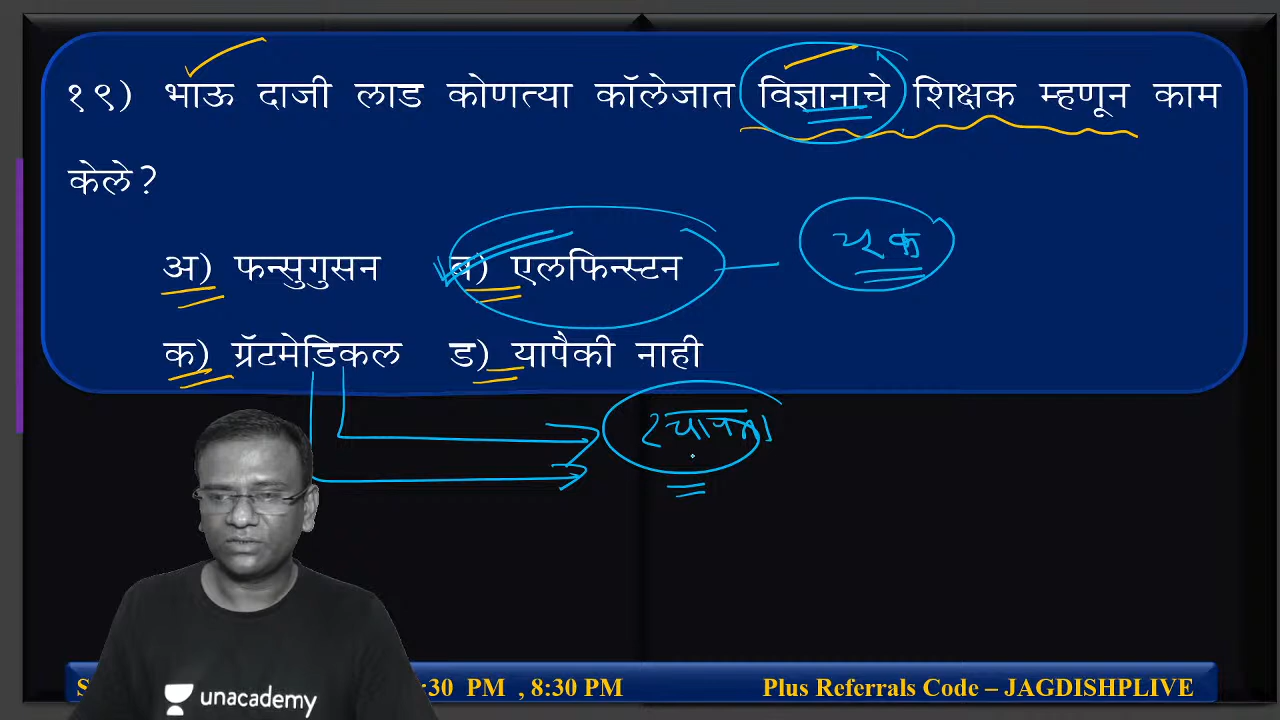 १९) भाऊ दाजी लाड कोणत्या कॉलेजात विज्ञानाचे शिक्षक म्हणून काम
केले?
अ) फन्सुगुसन ब) एलफिन्स्टन
क) ग्रॅटमेडिकल ड) यापैकी नाही
unacademy
:30 PM , 8:30 PM Plus Referrals Code – JAGDISHPLIVE